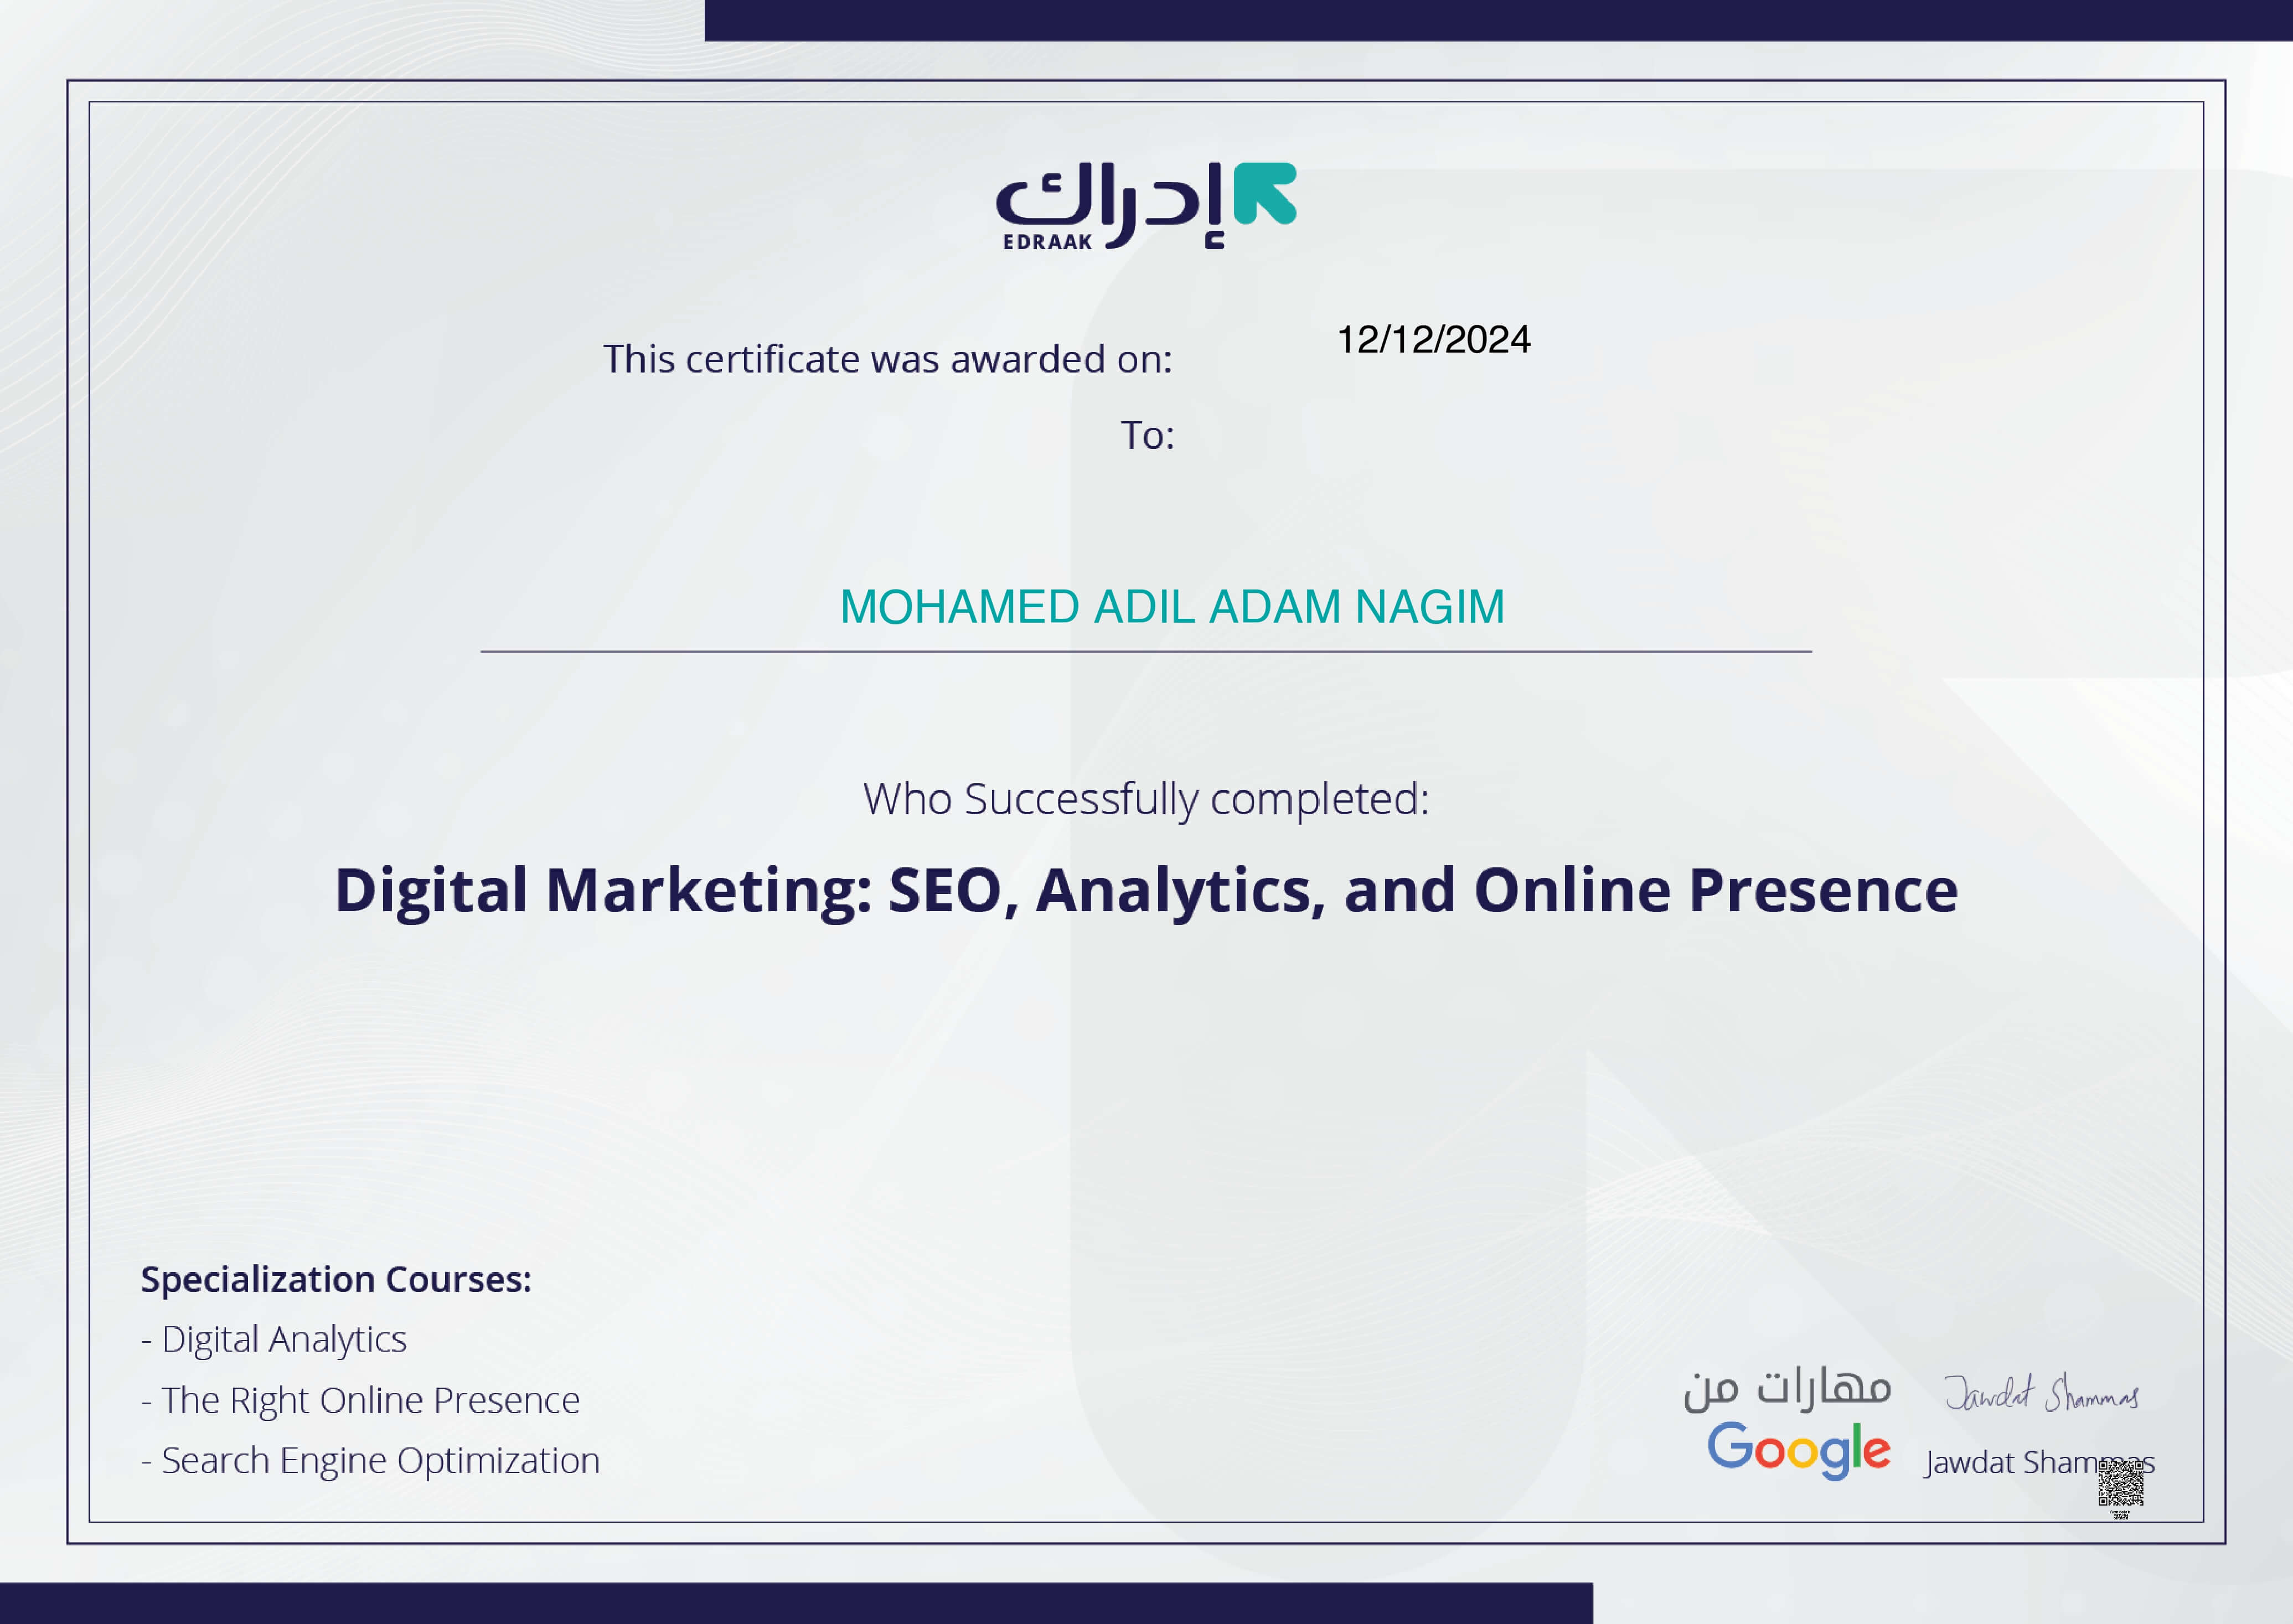 إدراك
EDRAAK
This certificate was awarded on: 12/12/2024
To:
MOHAMED ADIL ADAM NAGIM
Who Successfully completed:
Digital Marketing: SEO, Analytics, and Online Presence
Specialization Courses:
- Digital Analytics
- The Right Online Presence
- Search Engine Optimization
مهارات من
Google
Jawdat Shammas
Jawdat Shammas